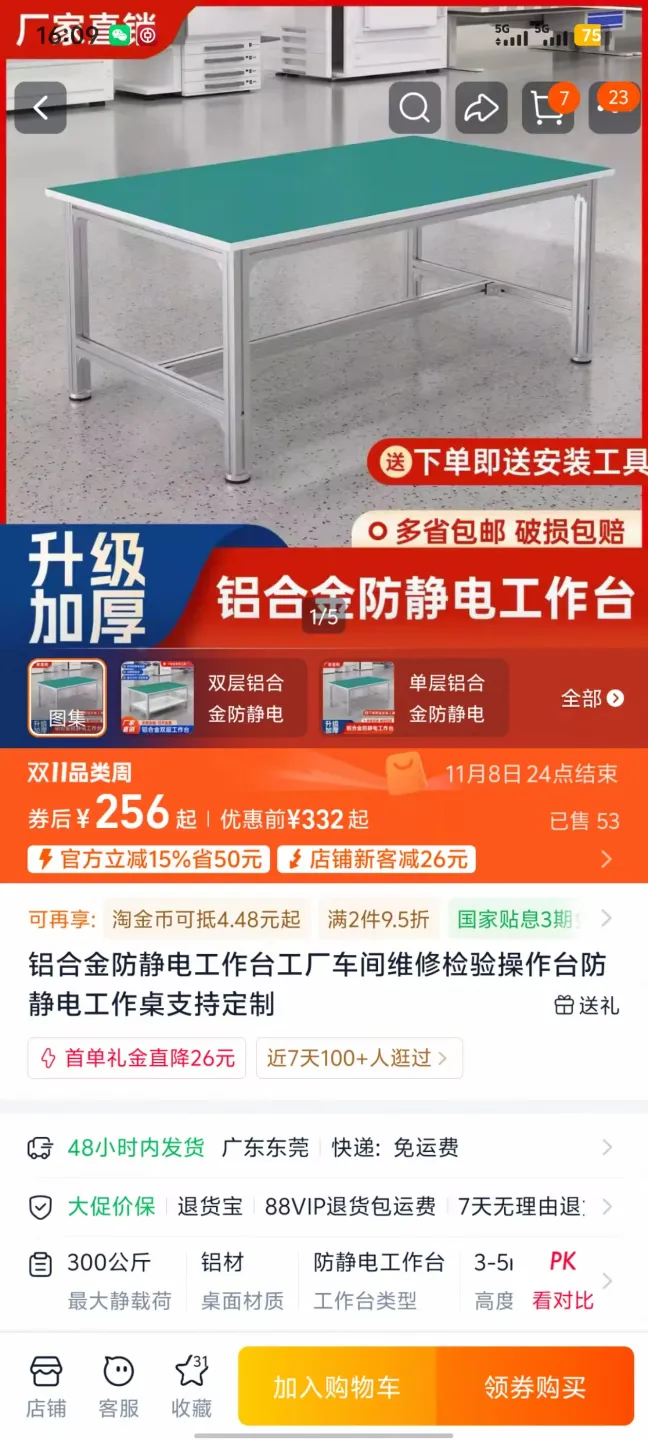 厂家直销
16:09
5G
5G
75
7
23
送 下单即送安装工具
多省包邮 破损包赔
升级
加厚
铝合金防静电工作台
1/5
图集
双层铝合
金防静电
单层铝合
金防静电
全部
双11品类周
11月8日24点结束
券后¥256起 优惠前¥332起
已售 53
官方立减15%省50元
店铺新客减26元
可再享:
淘金币可抵4.48元起
满2件9.5折
国家贴息3期
铝合金防静电工作台工厂车间维修检验操作台防
静电工作桌支持定制
送礼
首单礼金直降26元
近7天100+人逛过
48小时内发货 广东东莞 快递: 免运费
大促价保 退货宝 88VIP退货包运费 7天无理由退
300公斤 铝材 防静电工作台 3-5 PK
最大静载荷 桌面材质 工作台类型 高度 看对比
31
店铺 客服 收藏
加入购物车
领券购买